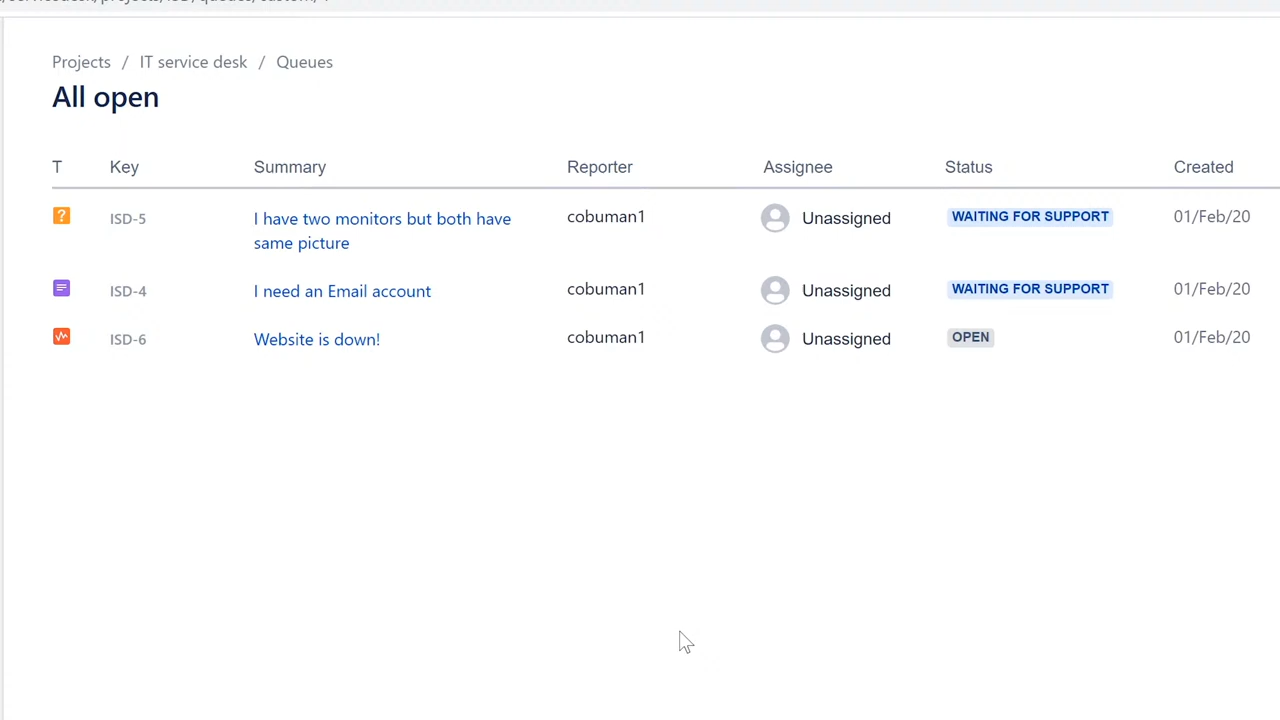 Projects / IT service desk / Queues
All open
T Key Summary Reporter Assignee Status Created
? ISD-5 I have two monitors but both have cobuman1 Unassigned WAITING FOR SUPPORT 01/Feb/20
same picture
ISD-4 I need an Email account cobuman1 Unassigned WAITING FOR SUPPORT 01/Feb/20
ISD-6 Website is down! cobuman1 Unassigned OPEN 01/Feb/20